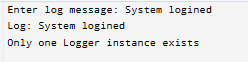 Enter log message: System logined
Log: System logined
Only one Logger instance exists